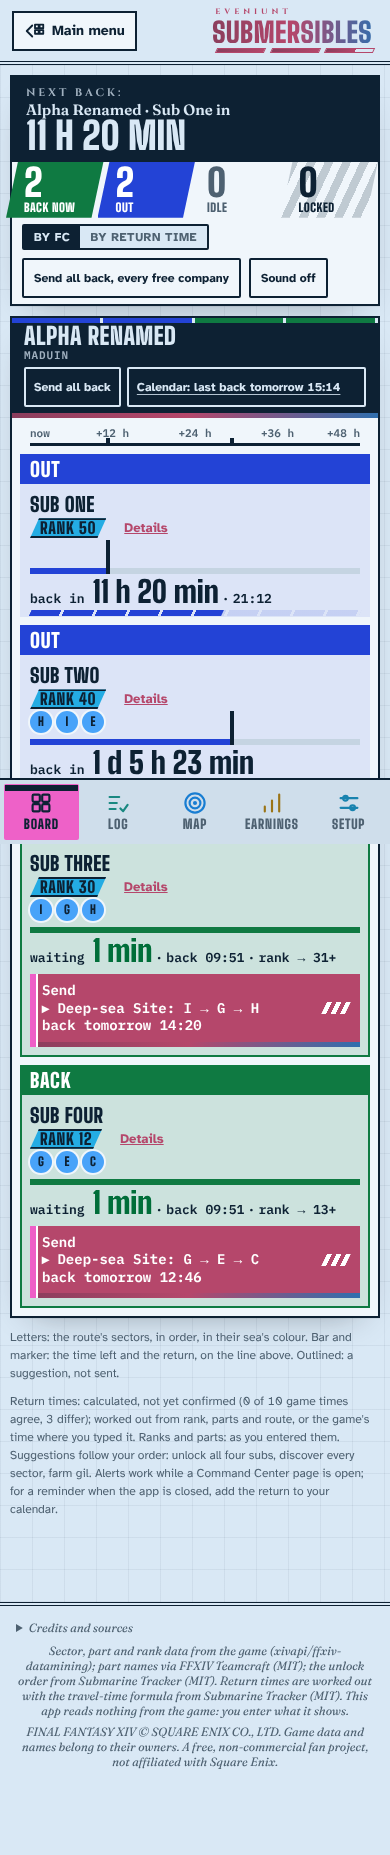 Main menu
EVENIUNT
SUBMERSIBLES
NEXT BACK:
Alpha Renamed · Sub One in
11 H 20 MIN
2 2 0 0
BACK NOW OUT IDLE LOCKED
BY FC BY RETURN TIME
Send all back, every free company Sound off
ALPHA RENAMED
MADUIN
Send all back Calendar: last back tomorrow 15:14
now +12 h +24 h +36 h +48 h
OUT
SUB ONE
RANK 50 Details
back in 11 h 20 min · 21:12
OUT
SUB TWO
RANK 40 Details
H I E
back in 1 d 5 h 23 min
BOARD LOG MAP EARNINGS SETUP
SUB THREE
RANK 30 Details
I G H
waiting 1 min · back 09:51 · rank → 31+
Send
▶ Deep-sea Site: I → G → H
back tomorrow 14:20
BACK
SUB FOUR
RANK 12 Details
G E C
waiting 1 min · back 09:51 · rank → 13+
Send
▶ Deep-sea Site: G → E → C
back tomorrow 12:46
Letters: the route's sectors, in order, in their sea's colour. Bar and
marker: the time left and the return, on the line above. Outlined: a
suggestion, not sent.
Return times: calculated, not yet confirmed (0 of 10 game times
agree, 3 differ); worked out from rank, parts and route, or the game's
time where you typed it. Ranks and parts: as you entered them.
Suggestions follow your order: unlock all four subs, discover every
sector, farm gil. Alerts work while a Command Center page is open;
for a reminder when the app is closed, add the return to your
calendar.
▶ Credits and sources
Sector, part and rank data from the game (xivapi/ffxiv-
datamining); part names via FFXIV Teamcraft (MIT); the unlock
order from Submarine Tracker (MIT). Return times are worked out
with the travel-time formula from Submarine Tracker (MIT). This
app reads nothing from the game: you enter what it shows.
FINAL FANTASY XIV © SQUARE ENIX CO., LTD. Game data and
names belong to their owners. A free, non-commercial fan project,
not affiliated with Square Enix.